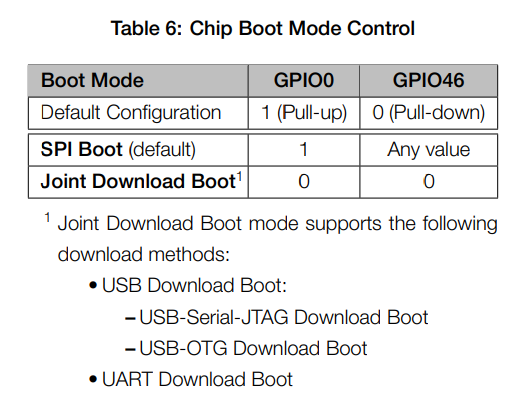 Table 6: Chip Boot Mode Control
Boot Mode GPIO0 GPIO46
Default Configuration 1 (Pull-up) 0 (Pull-down)
SPI Boot (default) 1 Any value
Joint Download Boot1 0 0
1 Joint Download Boot mode supports the following
download methods:
• USB Download Boot:
– USB-Serial-JTAG Download Boot
– USB-OTG Download Boot
• UART Download Boot